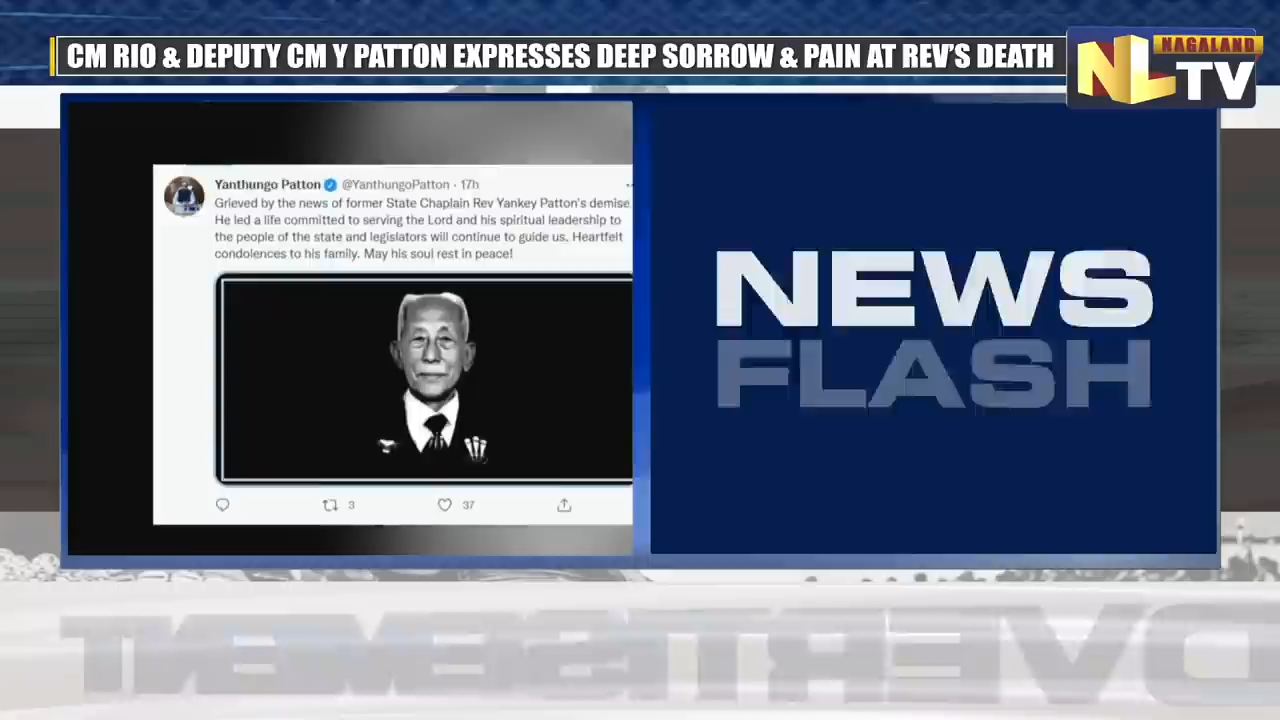 CM RIO & DEPUTY CM Y PATTON EXPRESSES DEEP SORROW & PAIN AT REV'S DEATH
NL NAGALAND TV
Yanthungo Patton @YanthungoPatton · 17h
Grieved by the news of former State Chaplain Rev Yankey Patton's demise.
He led a life committed to serving the Lord and his spiritual leadership to
the people of the state and legislators will continue to guide us. Heartfelt
condolences to his family. May his soul rest in peace!
3 37
NEWS
FLASH